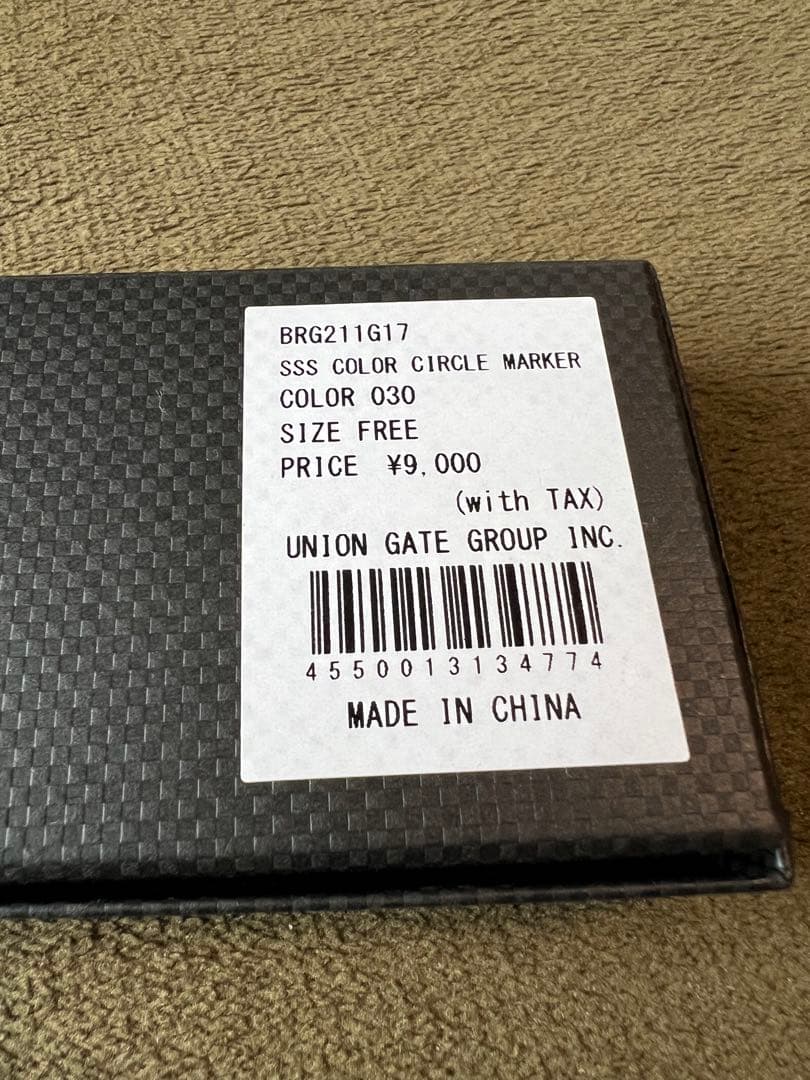 BRG211G17
SSS COLOR CIRCLE MARKER
COLOR 030
SIZE FREE
PRICE ¥9,000
(with TAX)
UNION GATE GROUP INC.
4550013134774
MADE IN CHINA